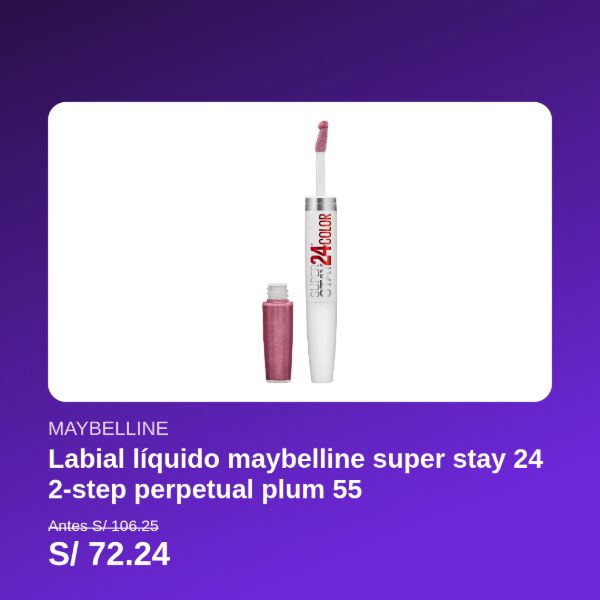 SUPER STAY
24 COLOR
MAYBELLINE
Labial líquido maybelline super stay 24
2-step perpetual plum 55
Antes S/ 106.25
S/ 72.24